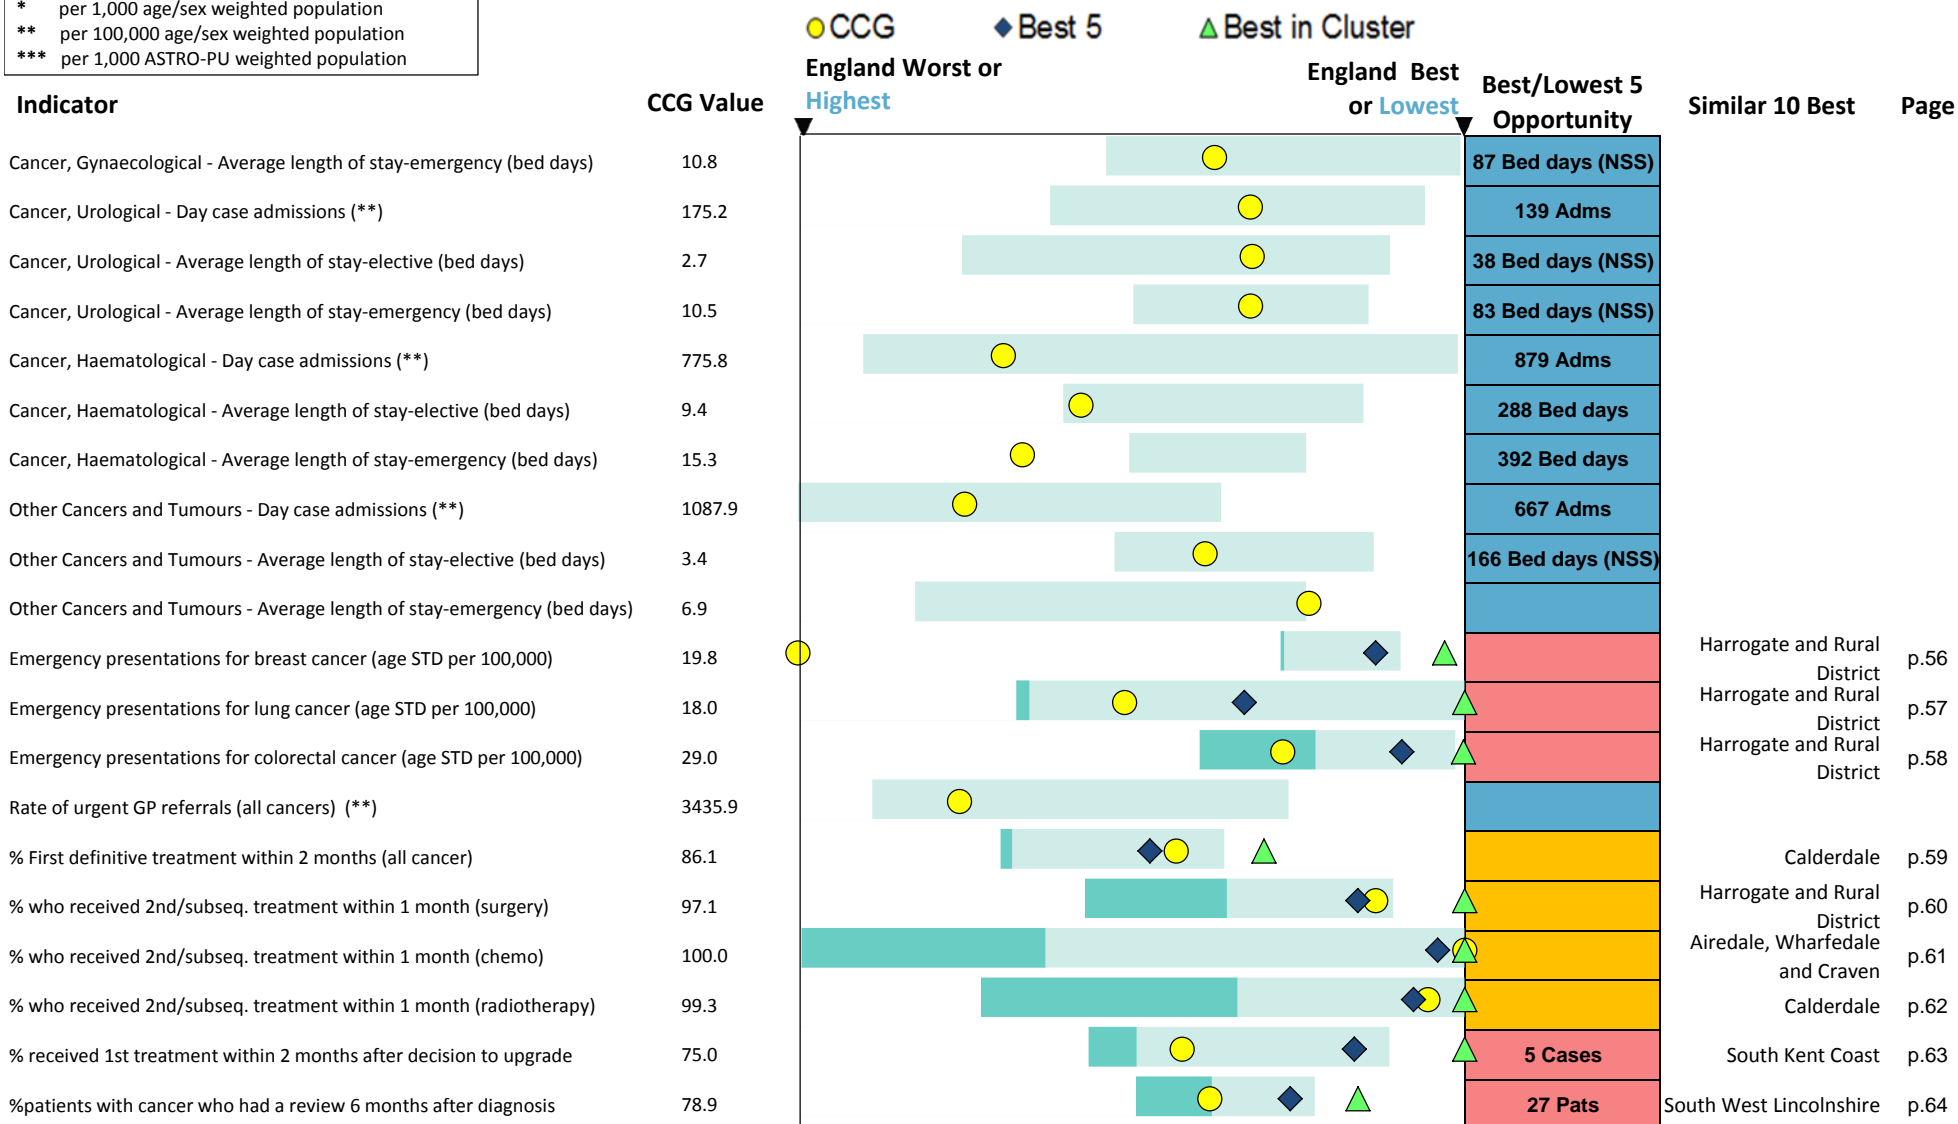 * per 1,000 age/sex weighted population
** per 100,000 age/sex weighted population
*** per 1,000 ASTRO-PU weighted population
CCG Best 5 Best in Cluster
England Worst or Highest
England Best or Lowest
Indicator CCG Value Best/Lowest 5 Opportunity Similar 10 Best Page
Cancer, Gynaecological - Average length of stay-emergency (bed days) 10.8 87 Bed days (NSS)
Cancer, Urological - Day case admissions (**) 175.2 139 Adms
Cancer, Urological - Average length of stay-elective (bed days) 2.7 38 Bed days (NSS)
Cancer, Urological - Average length of stay-emergency (bed days) 10.5 83 Bed days (NSS)
Cancer, Haematological - Day case admissions (**) 775.8 879 Adms
Cancer, Haematological - Average length of stay-elective (bed days) 9.4 288 Bed days
Cancer, Haematological - Average length of stay-emergency (bed days) 15.3 392 Bed days
Other Cancers and Tumours - Day case admissions (**) 1087.9 667 Adms
Other Cancers and Tumours - Average length of stay-elective (bed days) 3.4 166 Bed days (NSS)
Other Cancers and Tumours - Average length of stay-emergency (bed days) 6.9
Emergency presentations for breast cancer (age STD per 100,000) 19.8 Harrogate and Rural District p.56
Emergency presentations for lung cancer (age STD per 100,000) 18.0 Harrogate and Rural District p.57
Emergency presentations for colorectal cancer (age STD per 100,000) 29.0 Harrogate and Rural District p.58
Rate of urgent GP referrals (all cancers) (**) 3435.9
% First definitive treatment within 2 months (all cancer) 86.1 Calderdale p.59
% who received 2nd/subseq. treatment within 1 month (surgery) 97.1 Harrogate and Rural District p.60
% who received 2nd/subseq. treatment within 1 month (chemo) 100.0 Airedale, Wharfedale and Craven p.61
% who received 2nd/subseq. treatment within 1 month (radiotherapy) 99.3 Calderdale p.62
% received 1st treatment within 2 months after decision to upgrade 75.0 5 Cases South Kent Coast p.63
%patients with cancer who had a review 6 months after diagnosis 78.9 27 Pats South West Lincolnshire p.64